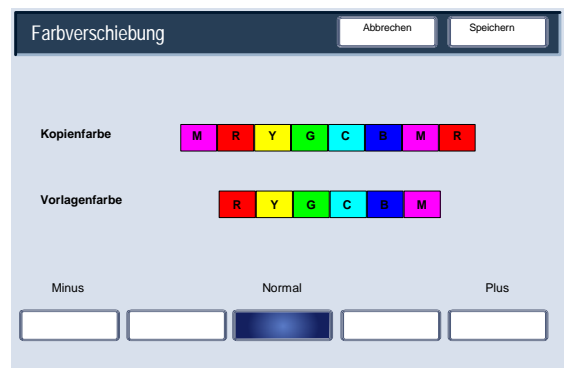 Farbverschiebung Abbrechen Speichern
Kopienfarbe M R Y G C B M R
Vorlagenfarbe R Y G C B M
Minus Normal Plus